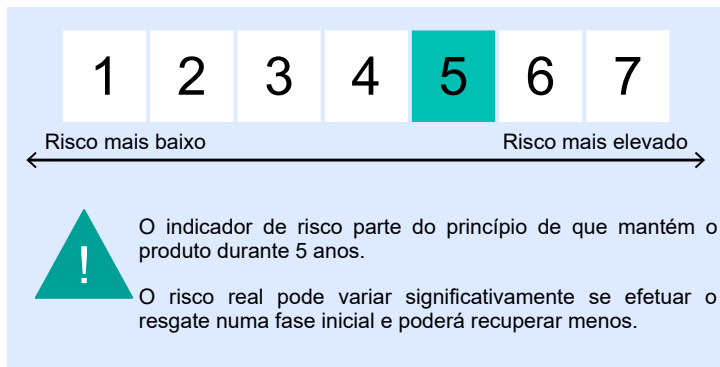 1 2 3 4 5 6 7
Risco mais baixo Risco mais elevado
!
O indicador de risco parte do princípio de que mantém o
produto durante 5 anos.
O risco real pode variar significativamente se efetuar o
resgate numa fase inicial e poderá recuperar menos.